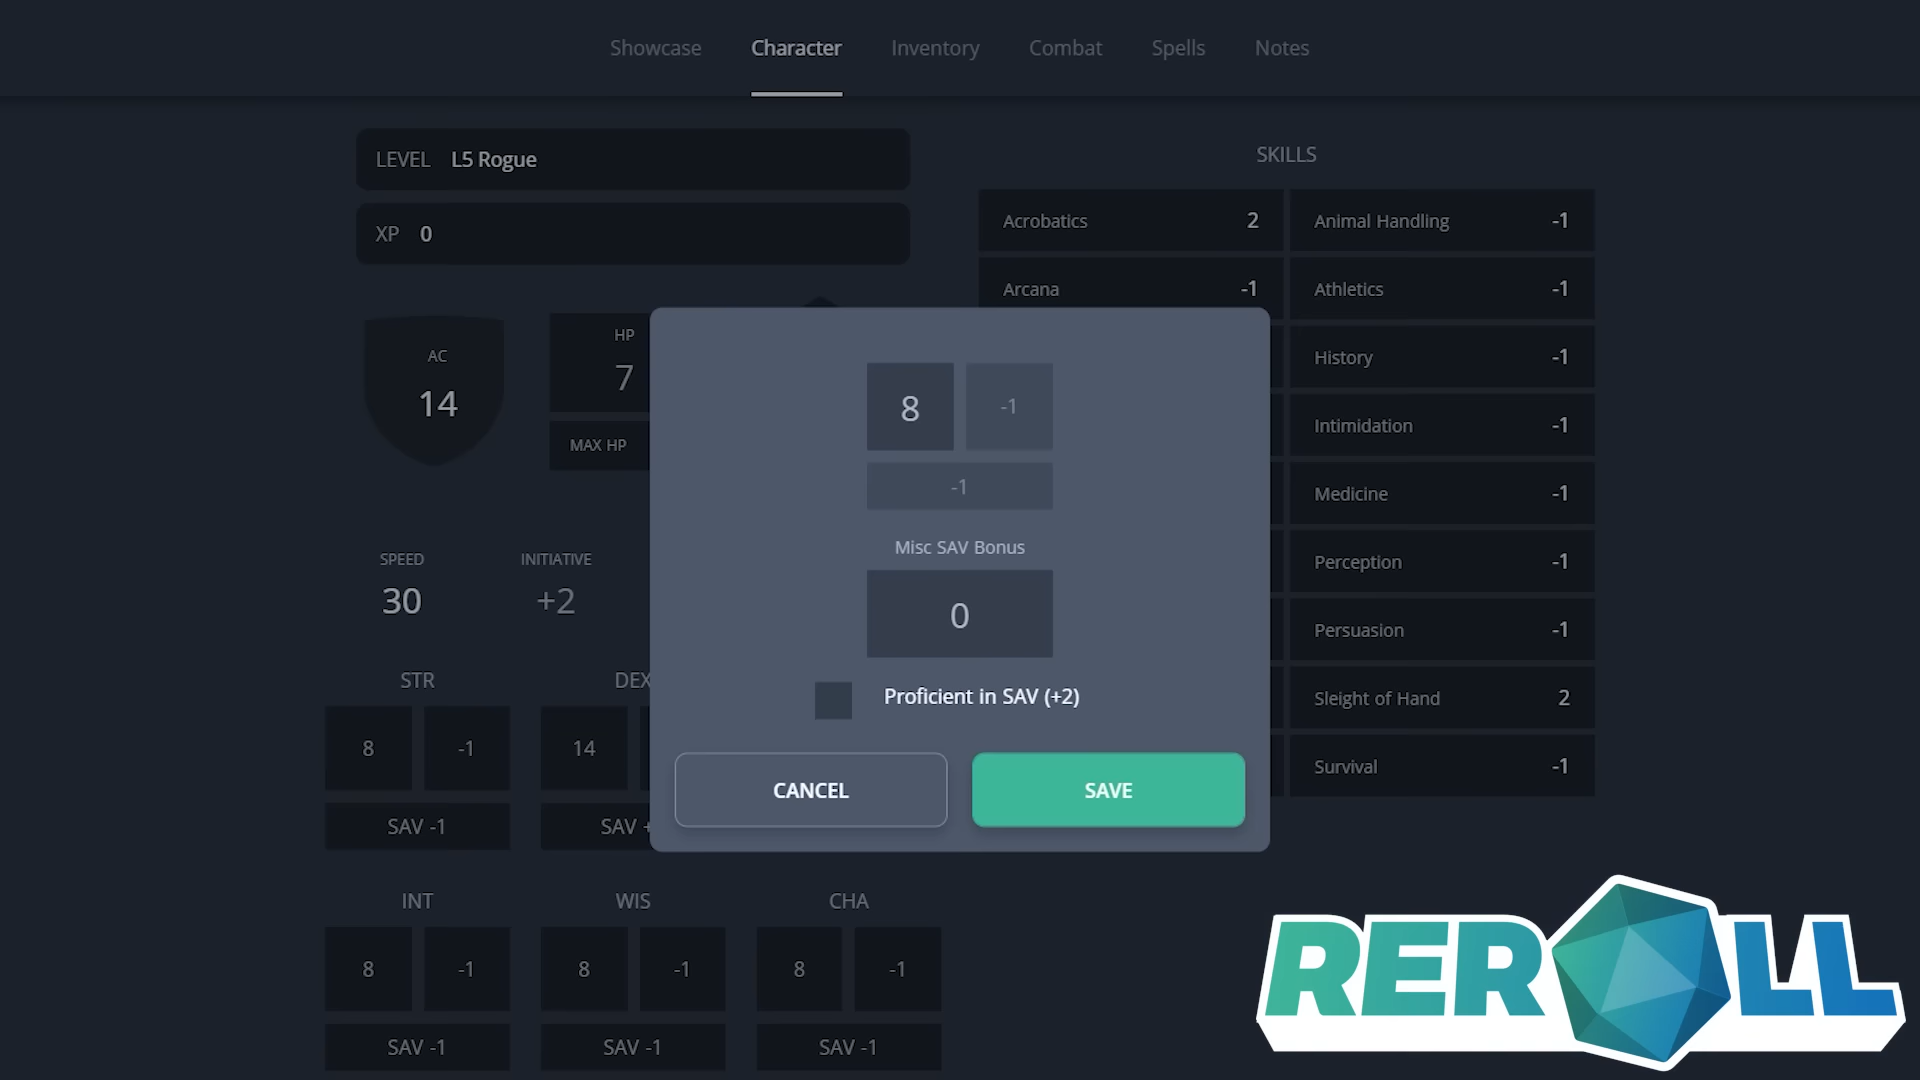 Showcase Character Inventory Combat Spells Notes
LEVEL L5 Rogue
XP 0
AC
14
HP
7
MAX HP
SPEED
30
INITIATIVE
+2
STR
8 -1
SAV -1
DEX
14
SAV +
INT
8 -1
SAV -1
WIS
8 -1
SAV -1
CHA
8 -1
SAV -1
8 -1
-1
Misc SAV Bonus
0
Proficient in SAV (+2)
CANCEL SAVE
SKILLS
Acrobatics 2 Animal Handling -1
Arcana -1 Athletics -1
History -1
Intimidation -1
Medicine -1
Perception -1
Persuasion -1
Sleight of Hand 2
Survival -1
REROLL